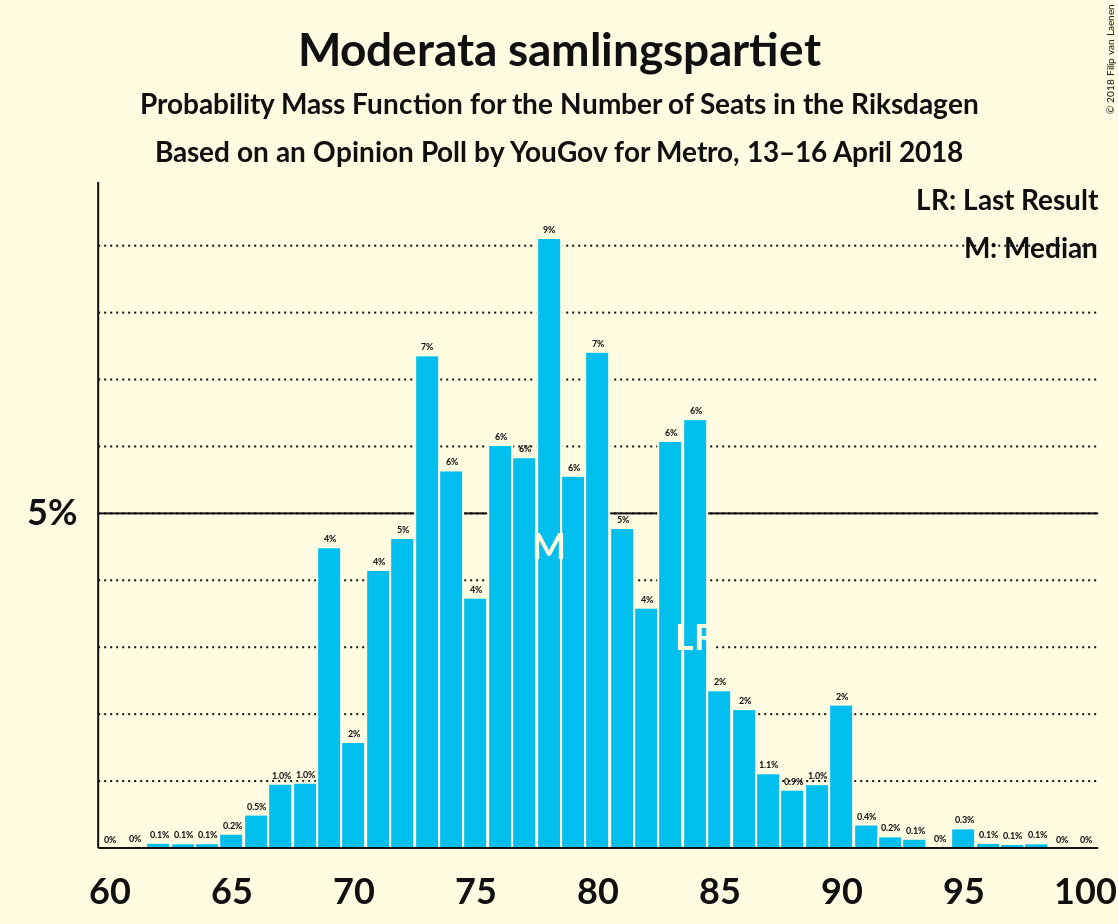 © 2018 Filip van Laenen
Moderata samlingspartiet
Probability Mass Function for the Number of Seats in the Riksdagen
Based on an Opinion Poll by YouGov for Metro, 13–16 April 2018
LR: Last Result
M: Median
5%
0% 0% 0.1% 0.1% 0.1% 0.2% 0.5% 1.0% 1.0% 4% 2% 4% 5% 7% 6% 4% 6% 6% 9% 6% 7% 5% 4% 6% 6% 2% 2% 1.1% 0.9% 1.0% 2% 0.4% 0.2% 0.1% 0% 0.3% 0.1% 0.1% 0.1% 0% 0%
M
LR
60 65 70 75 80 85 90 95 100